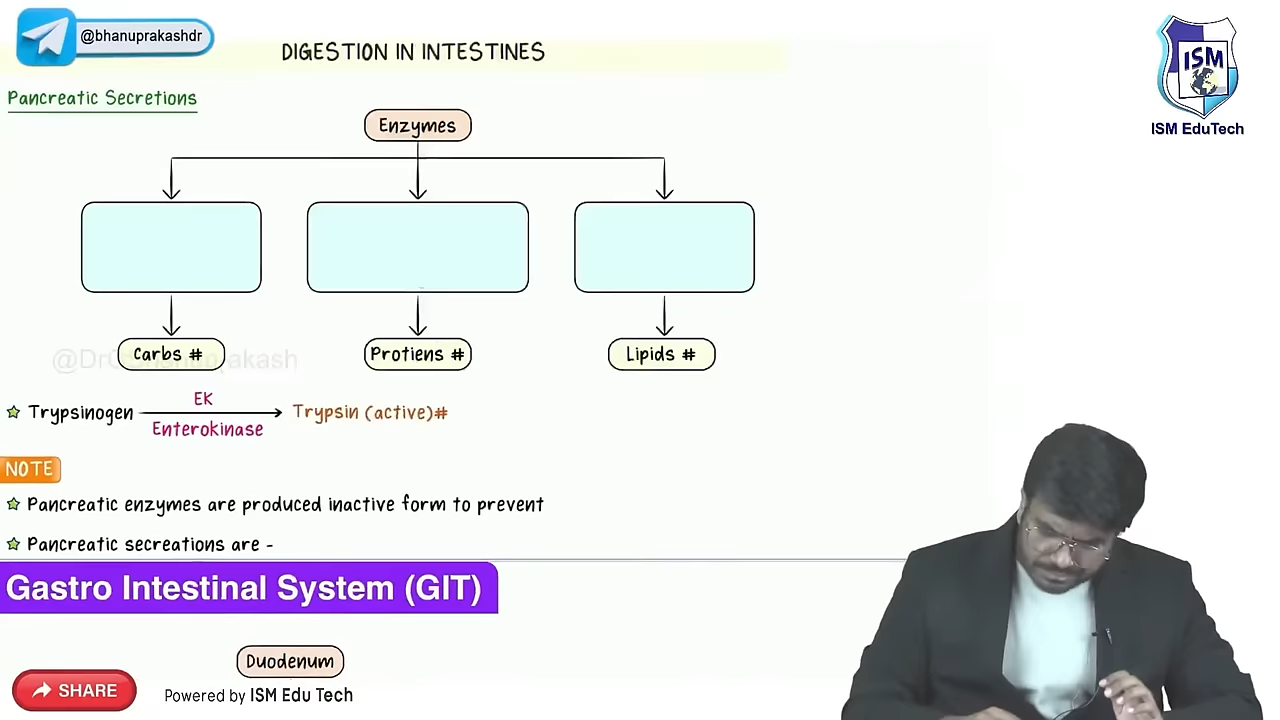 @bhanuprakashdr
DIGESTION IN INTESTINES
ISM
ISM EduTech
Pancreatic Secretions
Enzymes
Carbs #
Protiens #
Lipids #
Trypsinogen
EK
Enterokinase
Trypsin (active)#
NOTE
Pancreatic enzymes are produced inactive form to prevent
Pancreatic secreations are -
Gastro Intestinal System (GIT)
Duodenum
SHARE
Powered by ISM Edu Tech